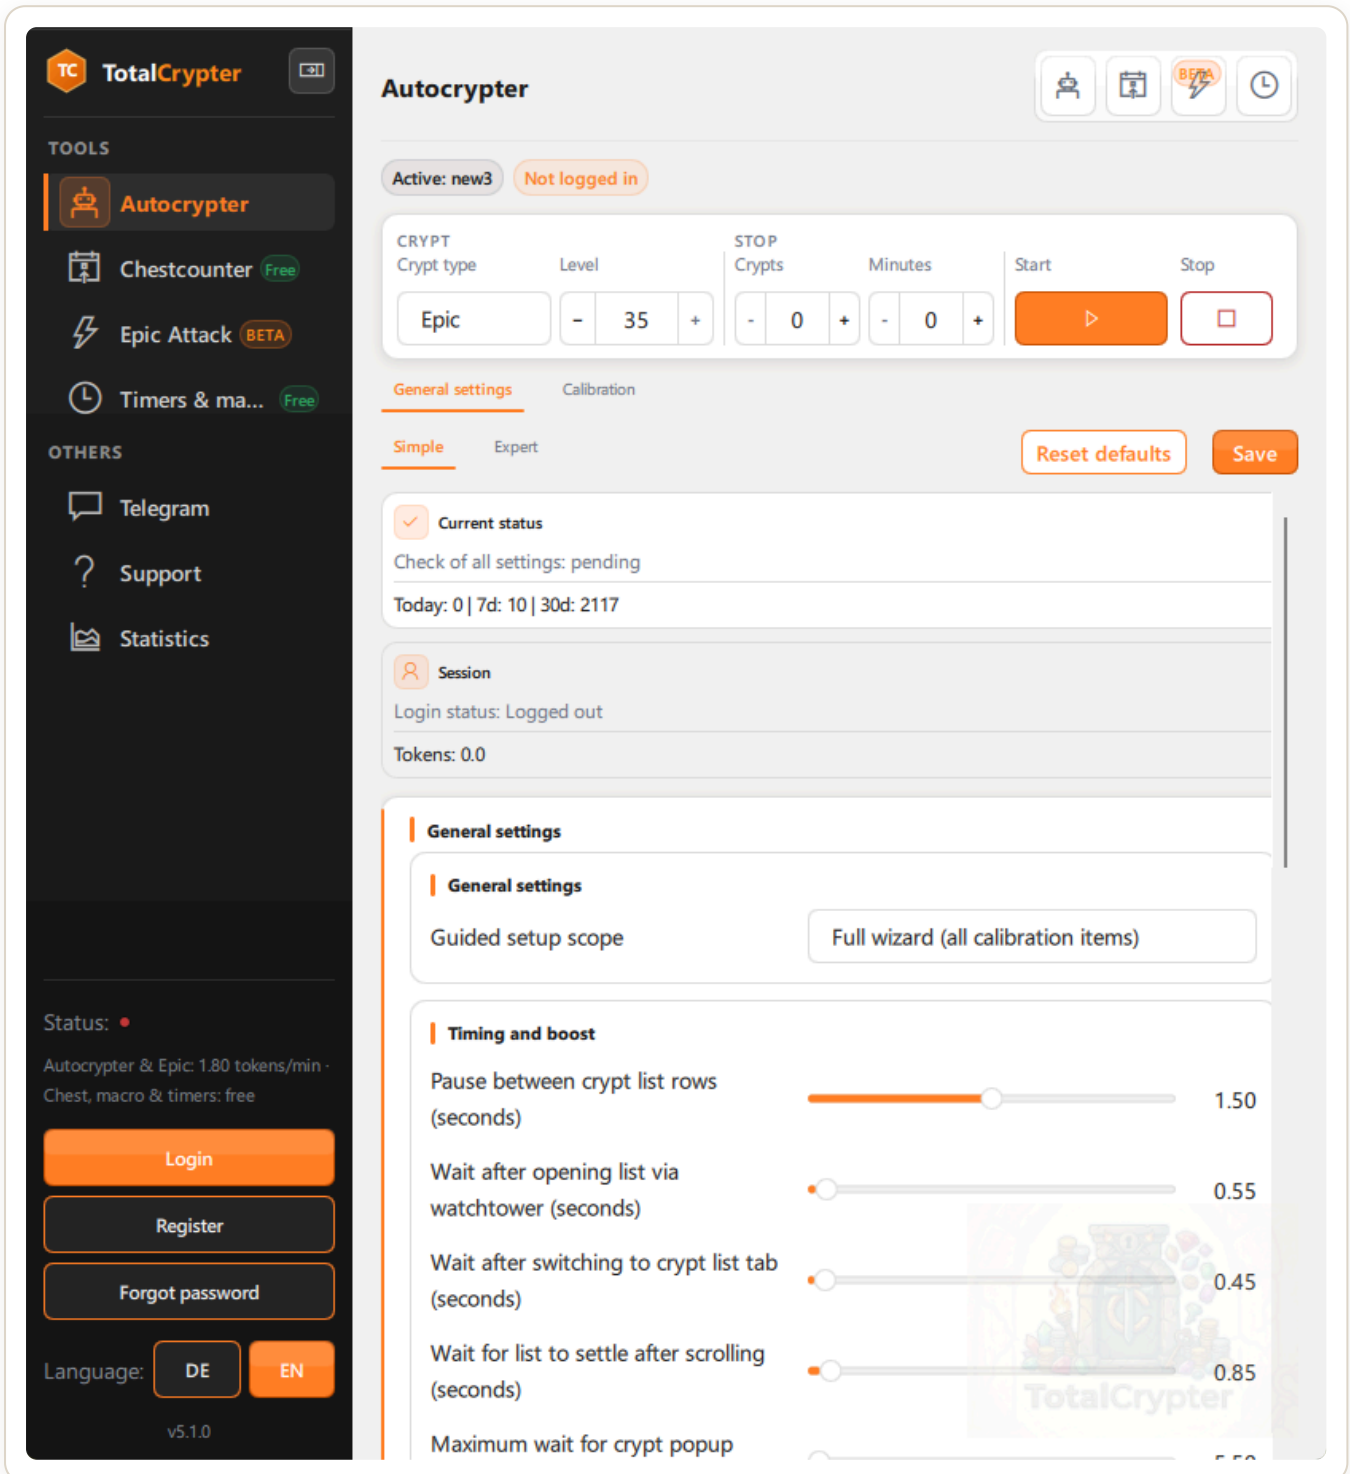 TC TotalCrypter
TOOLS
Autocrypter
Chestcounter Free
Epic Attack BETA
Timers & ma... Free
OTHERS
Telegram
Support
Statistics
Status:
Autocrypter & Epic: 1.80 tokens/min ·
Chest, macro & timers: free
Login
Register
Forgot password
Language: DE EN
v5.1.0
Autocrypter
BETA
Active: new3 Not logged in
CRYPT STOP
Crypt type Level Crypts Minutes Start Stop
Epic - 35 + - 0 + - 0 +
General settings Calibration
Simple Expert Reset defaults Save
Current status
Check of all settings: pending
Today: 0 | 7d: 10 | 30d: 2117
Session
Login status: Logged out
Tokens: 0.0
General settings
General settings
Guided setup scope Full wizard (all calibration items)
Timing and boost
Pause between crypt list rows
(seconds) 1.50
Wait after opening list via
watchtower (seconds) 0.55
Wait after switching to crypt list tab
(seconds) 0.45
Wait for list to settle after scrolling
(seconds) 0.85
TotalCrypter
Maximum wait for crypt popup